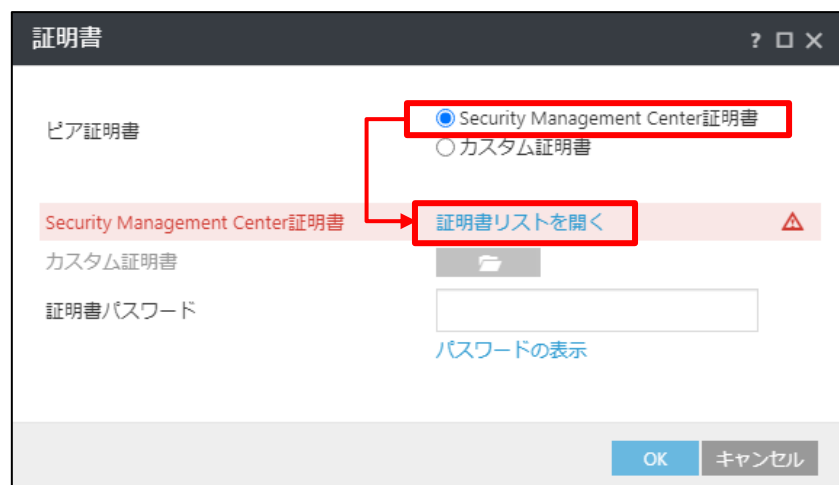 証明書
?
ピア証明書
Security Management Center証明書
カスタム証明書
Security Management Center証明書
証明書リストを開く
カスタム証明書
証明書パスワード
パスワードの表示
OK
キャンセル